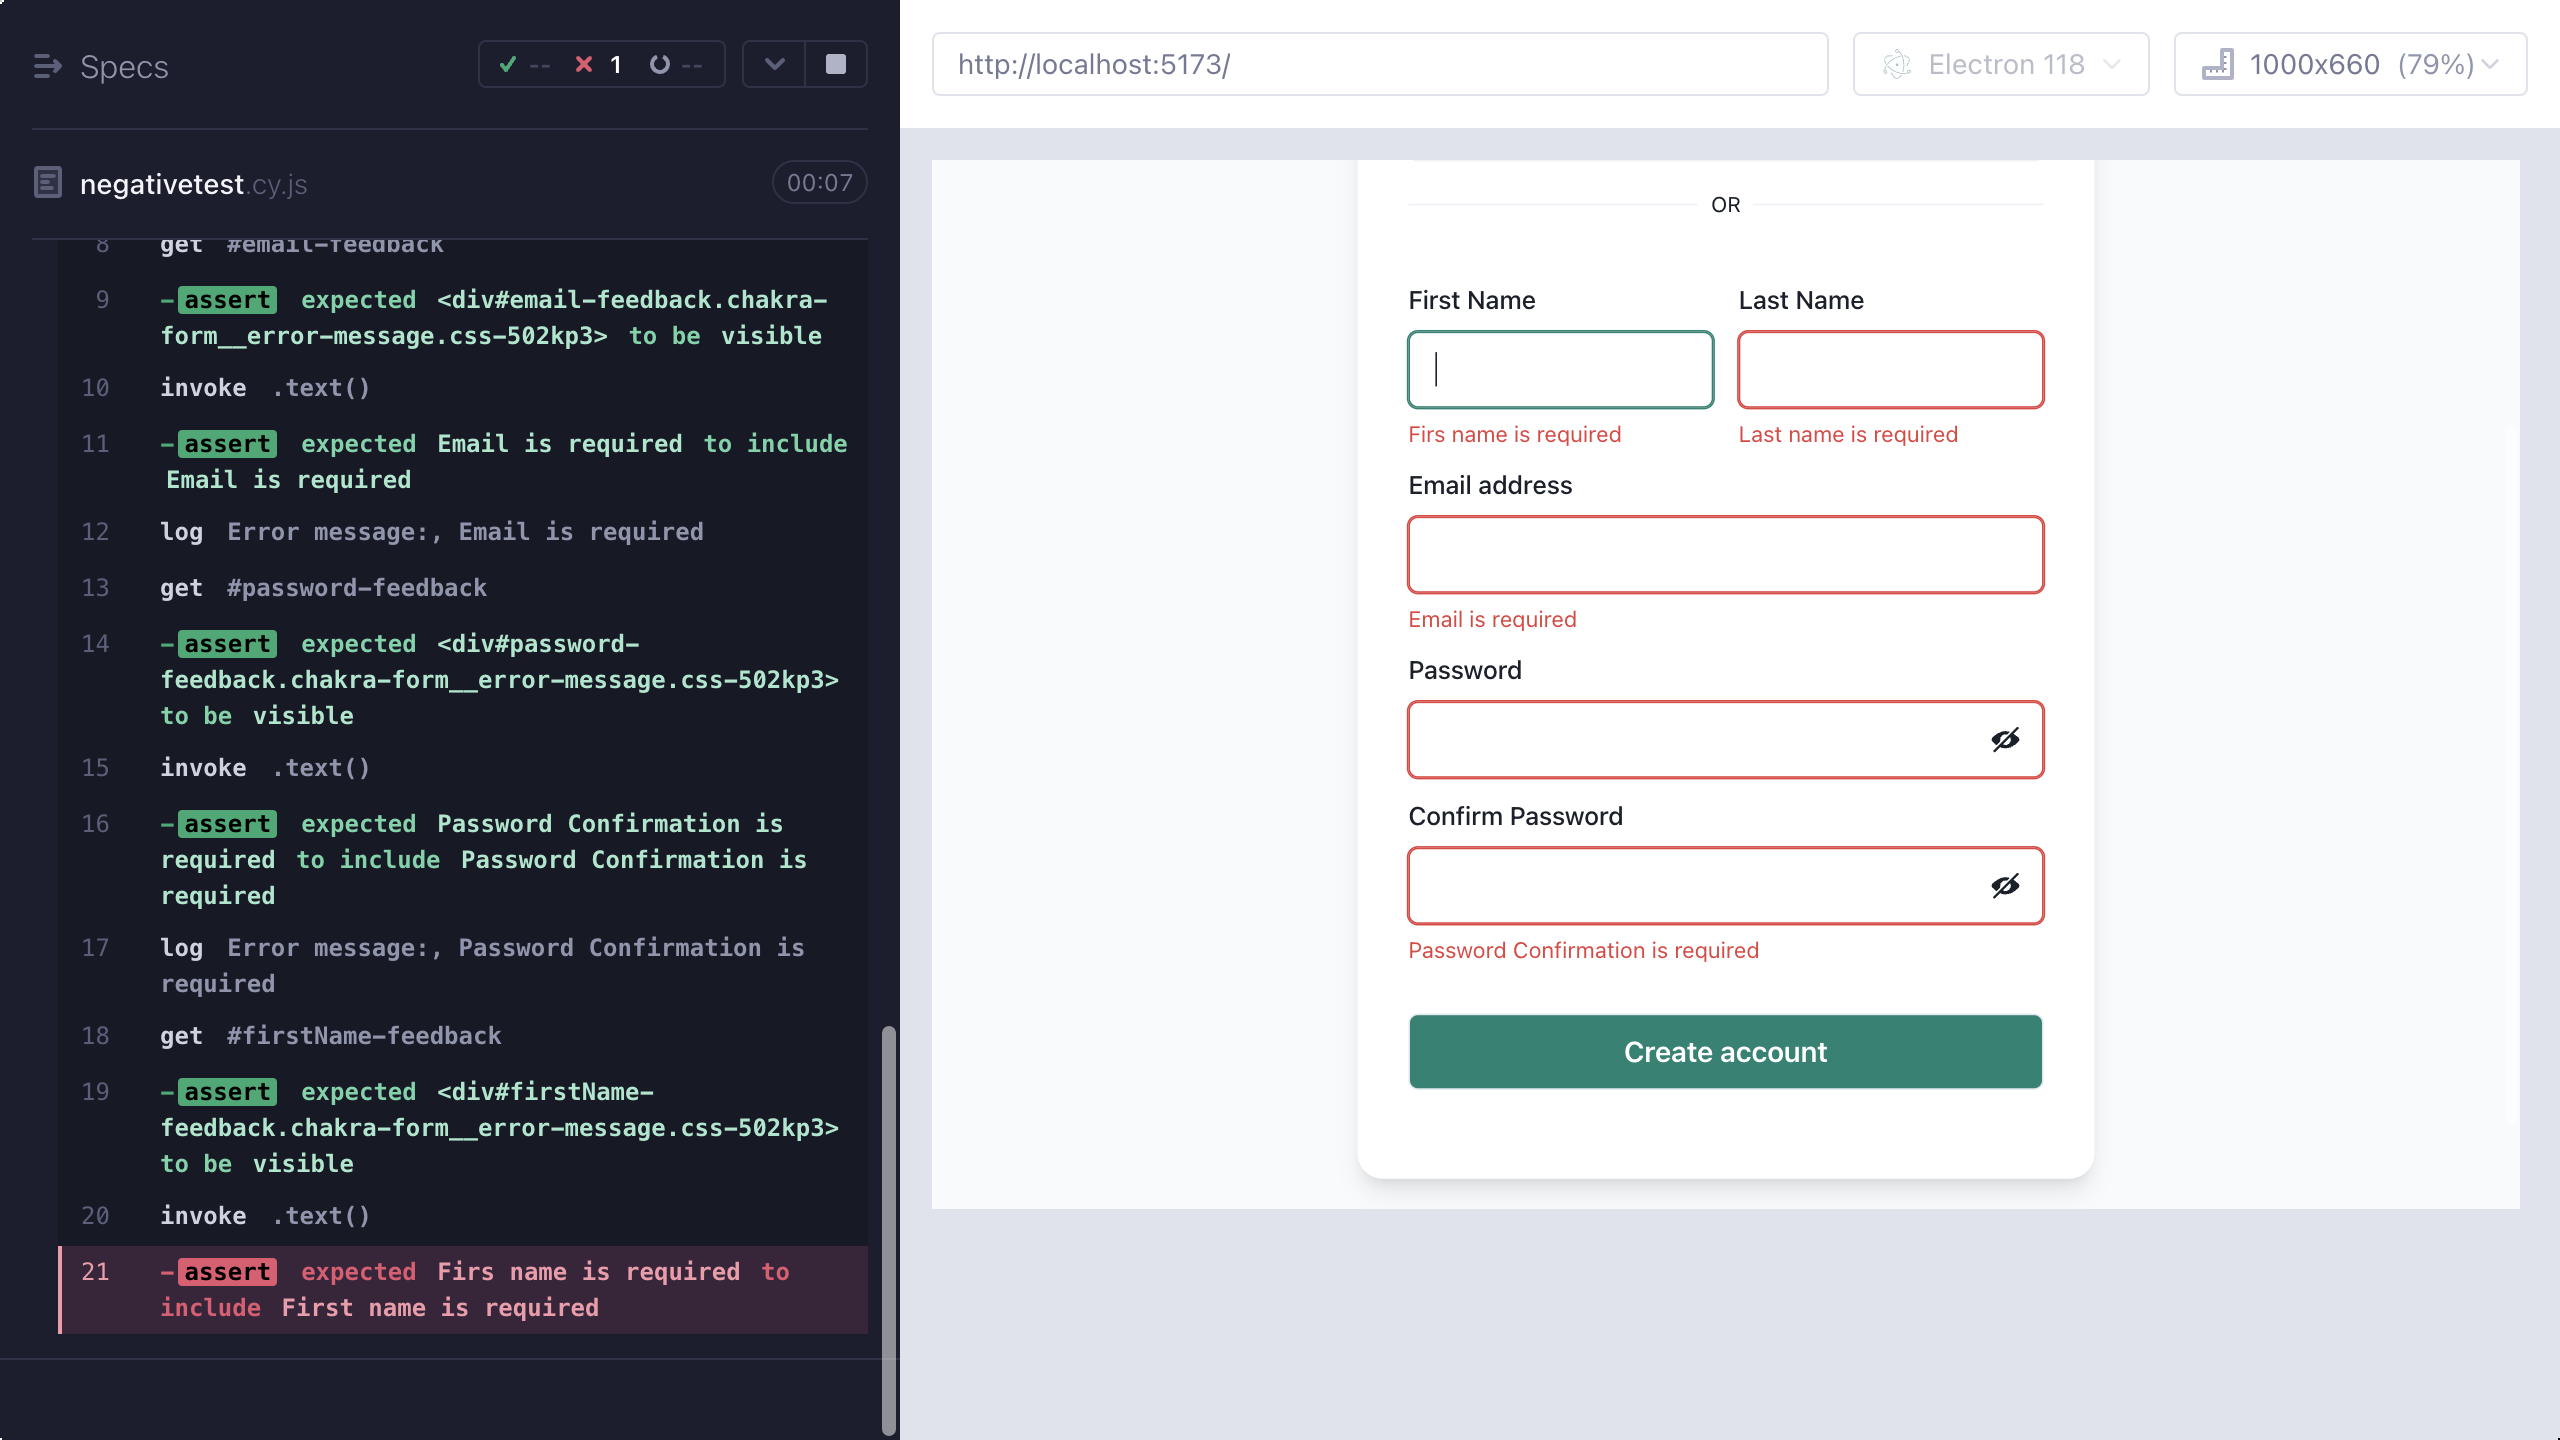 Specs
-- 1 --
negativetest.cy.js 00:07
8 get #email-feedback
9 -assert expected <div#email-feedback.chakra-
form__error-message.css-502kp3> to be visible
10 invoke .text()
11 -assert expected Email is required to include
Email is required
12 log Error message:, Email is required
13 get #password-feedback
14 -assert expected <div#password-
feedback.chakra-form__error-message.css-502kp3>
to be visible
15 invoke .text()
16 -assert expected Password Confirmation is
required to include Password Confirmation is
required
17 log Error message:, Password Confirmation is
required
18 get #firstName-feedback
19 -assert expected <div#firstName-
feedback.chakra-form__error-message.css-502kp3>
to be visible
20 invoke .text()
21 -assert expected Firs name is required to
include First name is required
http://localhost:5173/
Electron 118
1000x660 (79%)
OR
First Name Last Name
Firs name is required Last name is required
Email address
Email is required
Password
Confirm Password
Password Confirmation is required
Create account